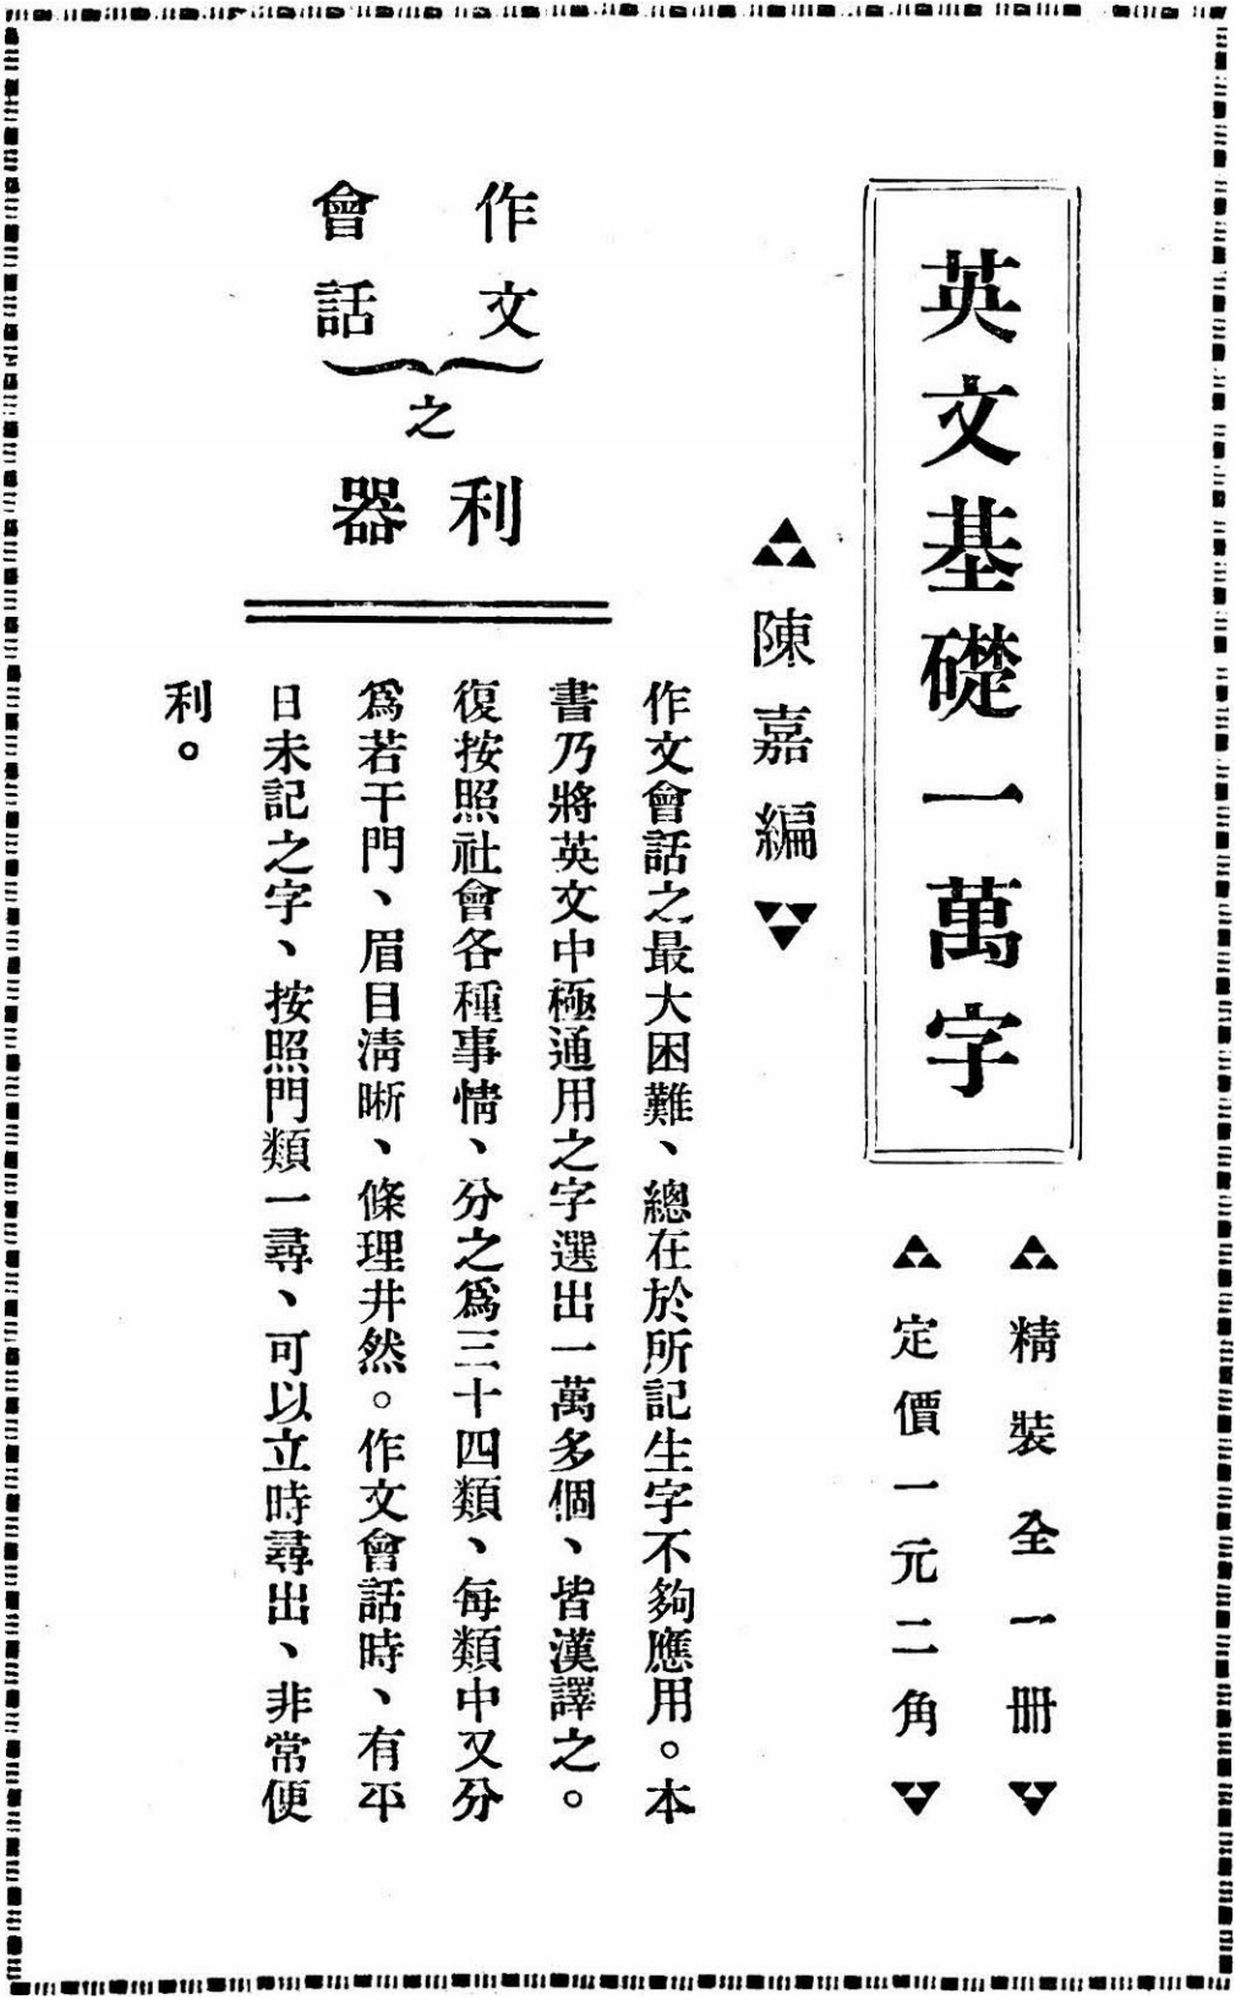 英文基礎一萬字
精裝全一冊
定價一元二角
陳嘉編
作文
會話
之
利器
作文會話之最大困難、總在於所記生字不夠應用。本
書乃將英文中極通用之字選出一萬多個、皆漢譯之。
復按照社會各種事情、分之爲三十四類、每類中又分
爲若干門、眉目清晰、條理井然。作文會話時、有平
日未記之字、按照門類一尋、可以立時尋出、非常便
利。